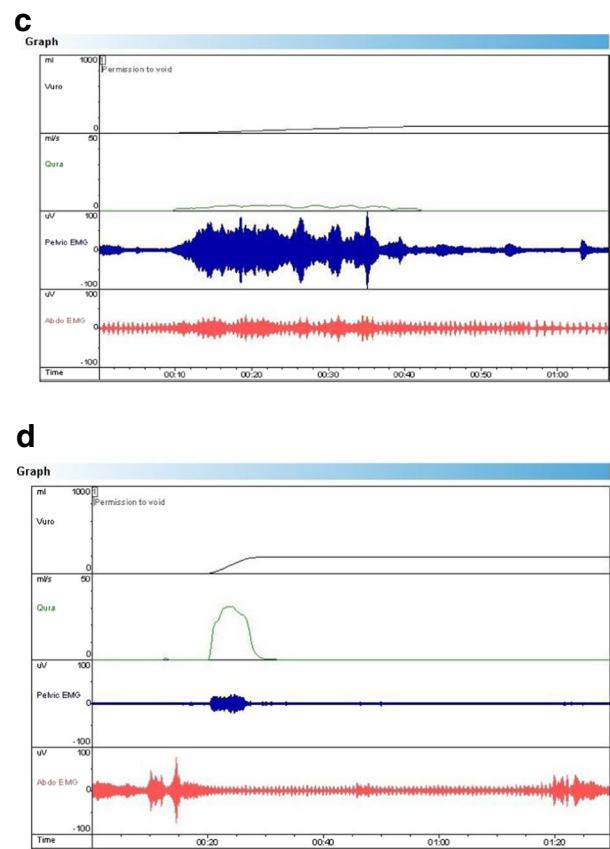 c
Graph
ml 1000 1
Permission to void
Vuro
0
ml/s 50
Qura
0
uV 100
Pelvic EMG 0
-100
uV 100
Abdo EMG 0
-100
Time 00:10 00:20 00:30 00:40 00:50 01:00
d
Graph
ml 1000 1
Permission to void
Vuro
0
ml/s 50
Qura
0
uV 100
Pelvic EMG 0
-100
uV 100
Abdo EMG 0
-100
Time 00:20 00:40 01:00 01:20